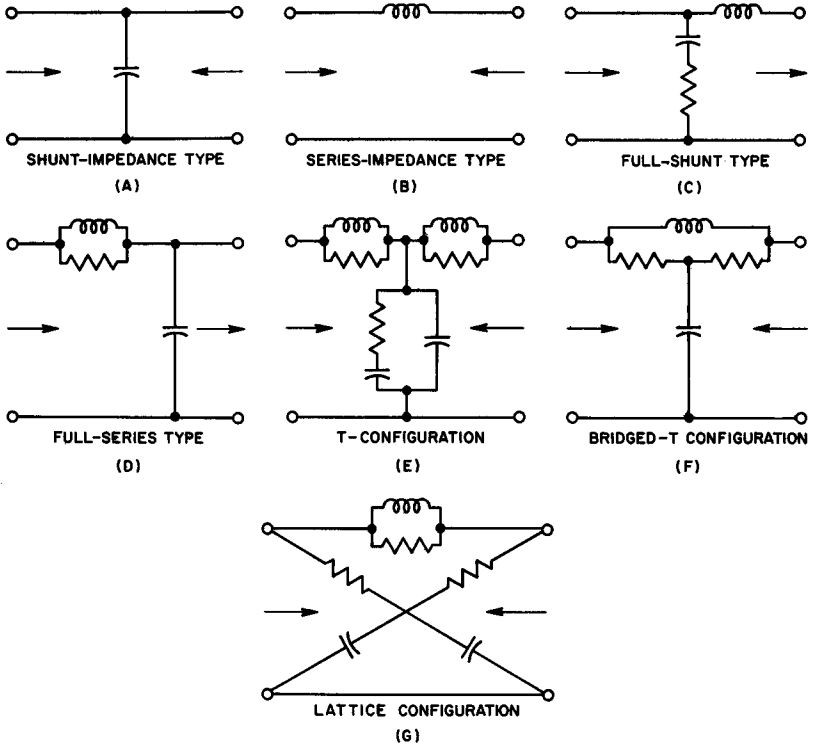 SHUNT-IMPEDANCE TYPE
(A)
SERIES-IMPEDANCE TYPE
(B)
FULL-SHUNT TYPE
(C)
FULL-SERIES TYPE
(D)
T-CONFIGURATION
(E)
BRIDGED-T CONFIGURATION
(F)
LATTICE CONFIGURATION
(G)